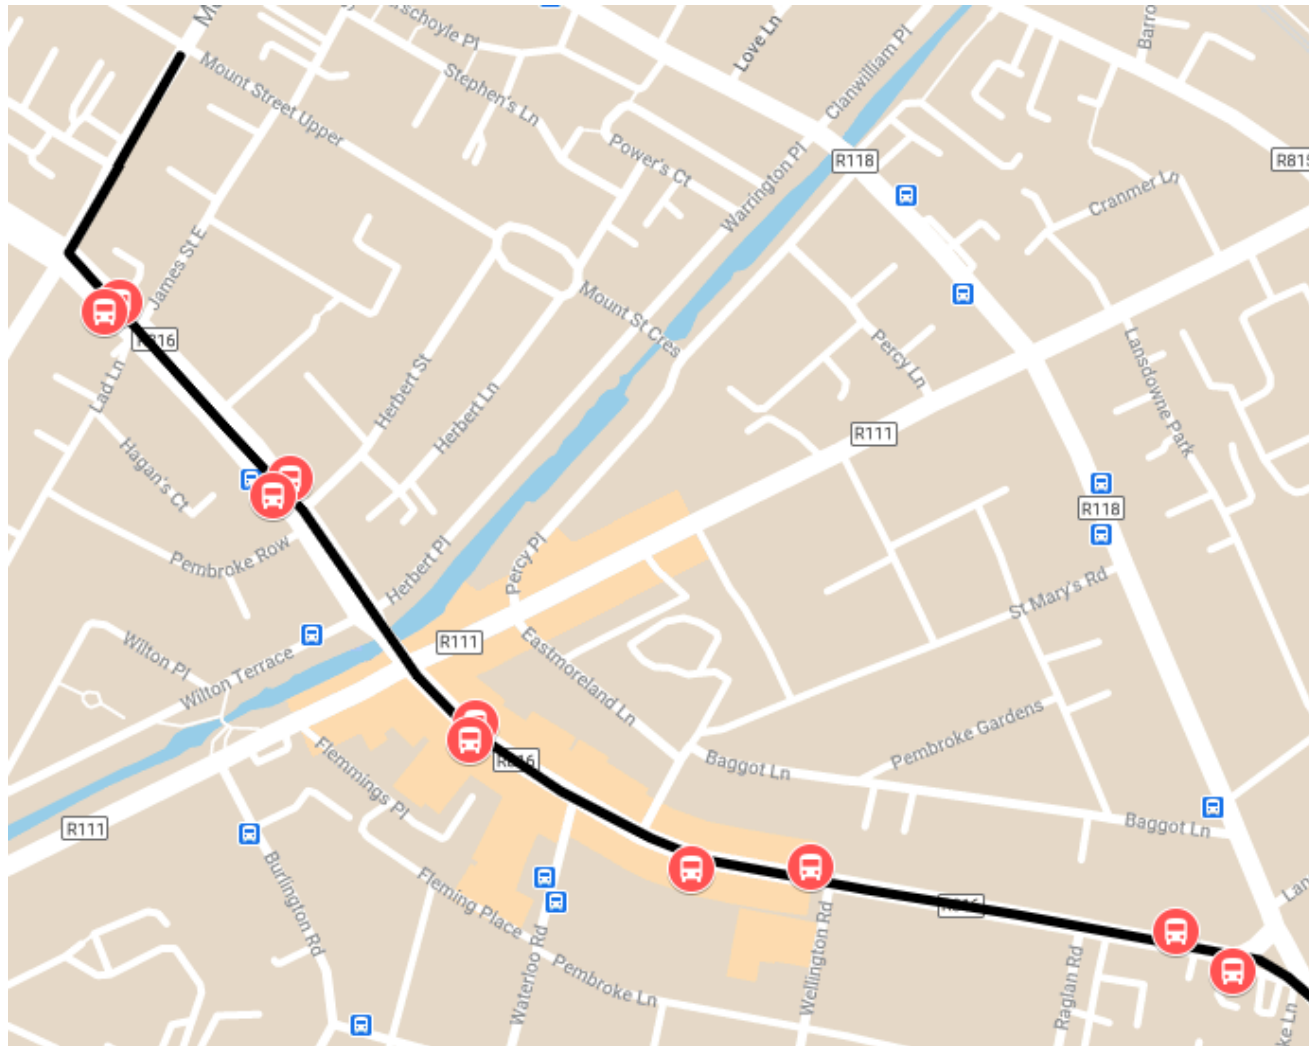 Stephen's Ln
Love Ln
Clanwilliam Pl
Mount Street Upper
Power's Ct
R118
R815
Warrington Pl
Cranmer Ln
James St E
Mount St Cres
Percy Ln
Lansdowne Park
Lad Ln
Herbert St
Herbert Ln
R111
Hagan's Ct
R118
Pembroke Row
Herbert Pl
Percy Pl
St Mary's Rd
R111
Wilton Pl
Wilton Terrace
Eastmoreland Ln
Pembroke Gardens
Flemmings Pl
Baggot Ln
Baggot Ln
R111
Burlington Rd
Fleming Place
Waterloo Rd
Pembroke Ln
Wellington Rd
Raglan Rd